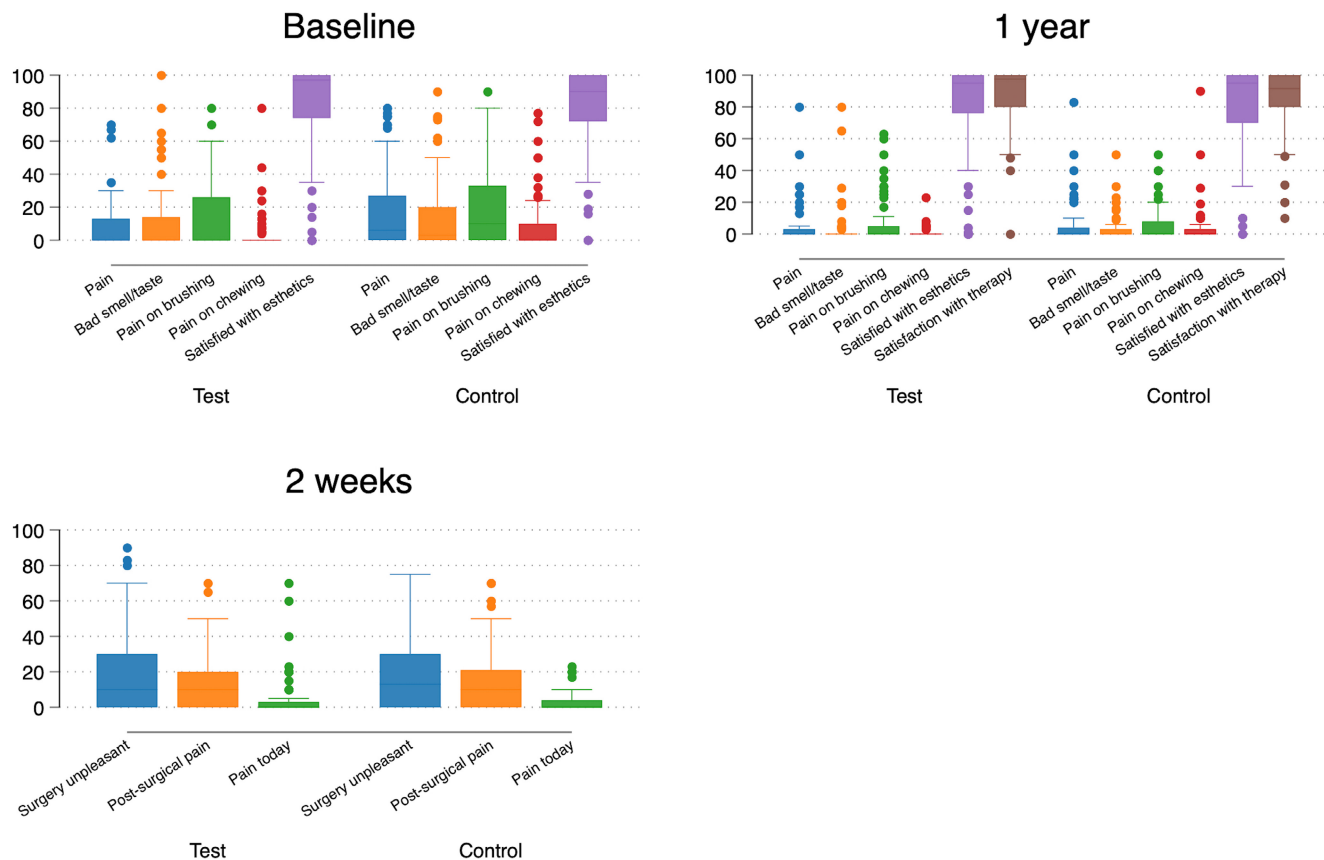 Baseline
100
80
60
40
20
0
Pain
Bad smell/taste
Pain on brushing
Pain on chewing
Satisfied with esthetics
Pain
Bad smell/taste
Pain on brushing
Pain on chewing
Satisfied with esthetics
Test
Control
1 year
100
80
60
40
20
0
Pain
Bad smell/taste
Pain on brushing
Pain on chewing
Satisfied with esthetics
Satisfaction with therapy
Pain
Bad smell/taste
Pain on brushing
Pain on chewing
Satisfied with esthetics
Satisfaction with therapy
Test
Control
2 weeks
100
80
60
40
20
0
Surgery unpleasant
Post-surgical pain
Pain today
Surgery unpleasant
Post-surgical pain
Pain today
Test
Control